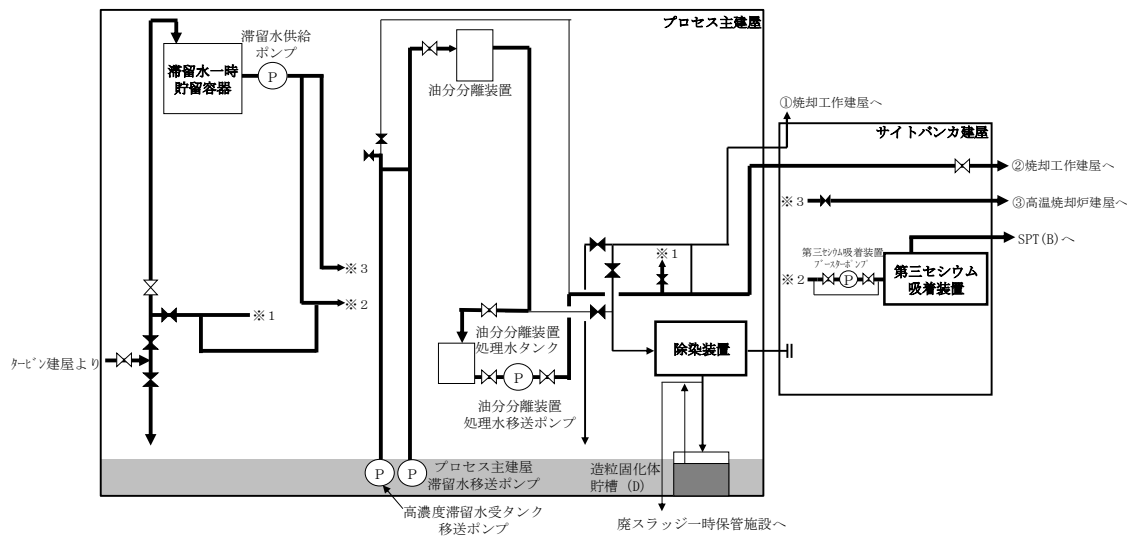 プロセス主建屋
滞留水供給
ポンプ
P
滞留水一時
貯留容器
油分分離装置
①焼却工作建屋へ
サイトバンカ建屋
②焼却工作建屋へ
※3
③高温焼却炉建屋へ
SPT(B)へ
※1
第三セシウム吸着装置
ブースターポンプ
※2
P
第三セシウム
吸着装置
※3
※2
※1
油分分離装置
処理水タンク
除染装置
タービン建屋より
P
油分分離装置
処理水移送ポンプ
P
P
プロセス主建屋
滞留水移送ポンプ
造粒固化体
貯槽 (D)
高濃度滞留水受タンク
移送ポンプ
廃スラッジ一時保管施設へ